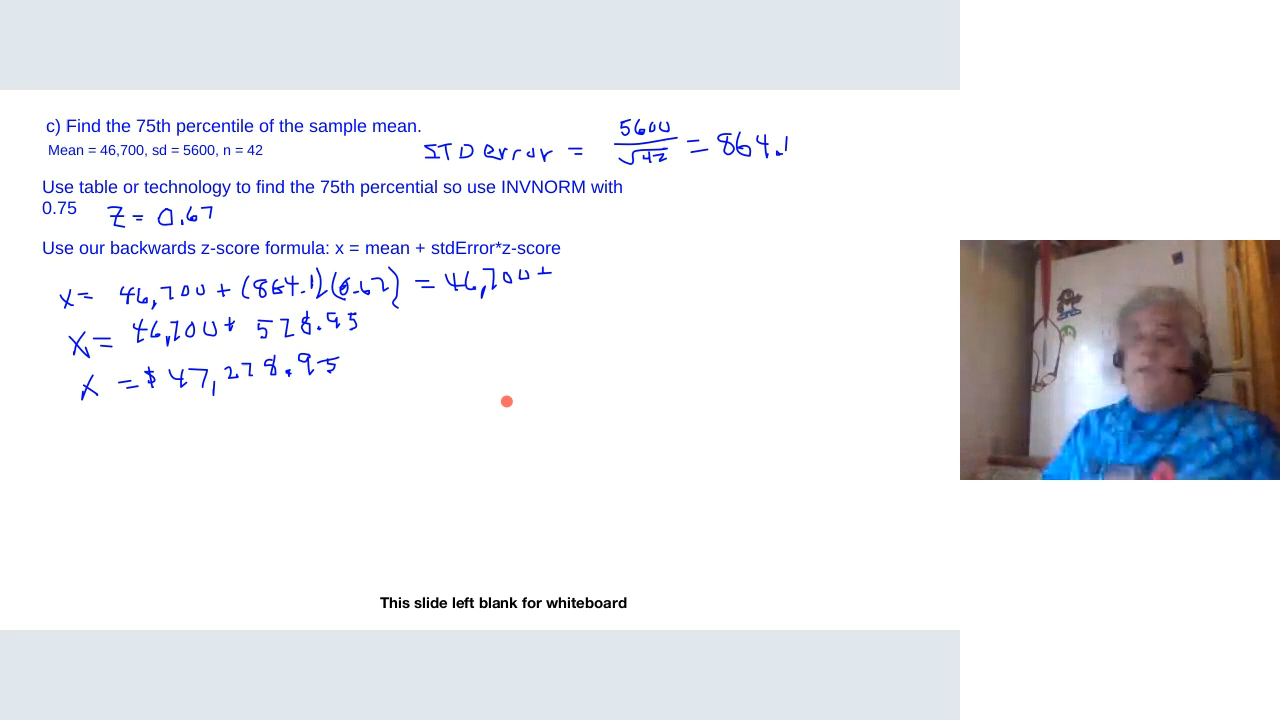 c) Find the 75th percentile of the sample mean.
Mean = 46,700, sd = 5600, n = 42
STD error = 5600 / √42 = 864.1
Use table or technology to find the 75th percential so use INVNORM with
0.75 Z = 0.67
Use our backwards z-score formula: x = mean + stdError*z-score
x = 46,700 + (864.1)(0.67) = 46,700 +
x = 46,700 + 578.95
x = $47,278.95
This slide left blank for whiteboard